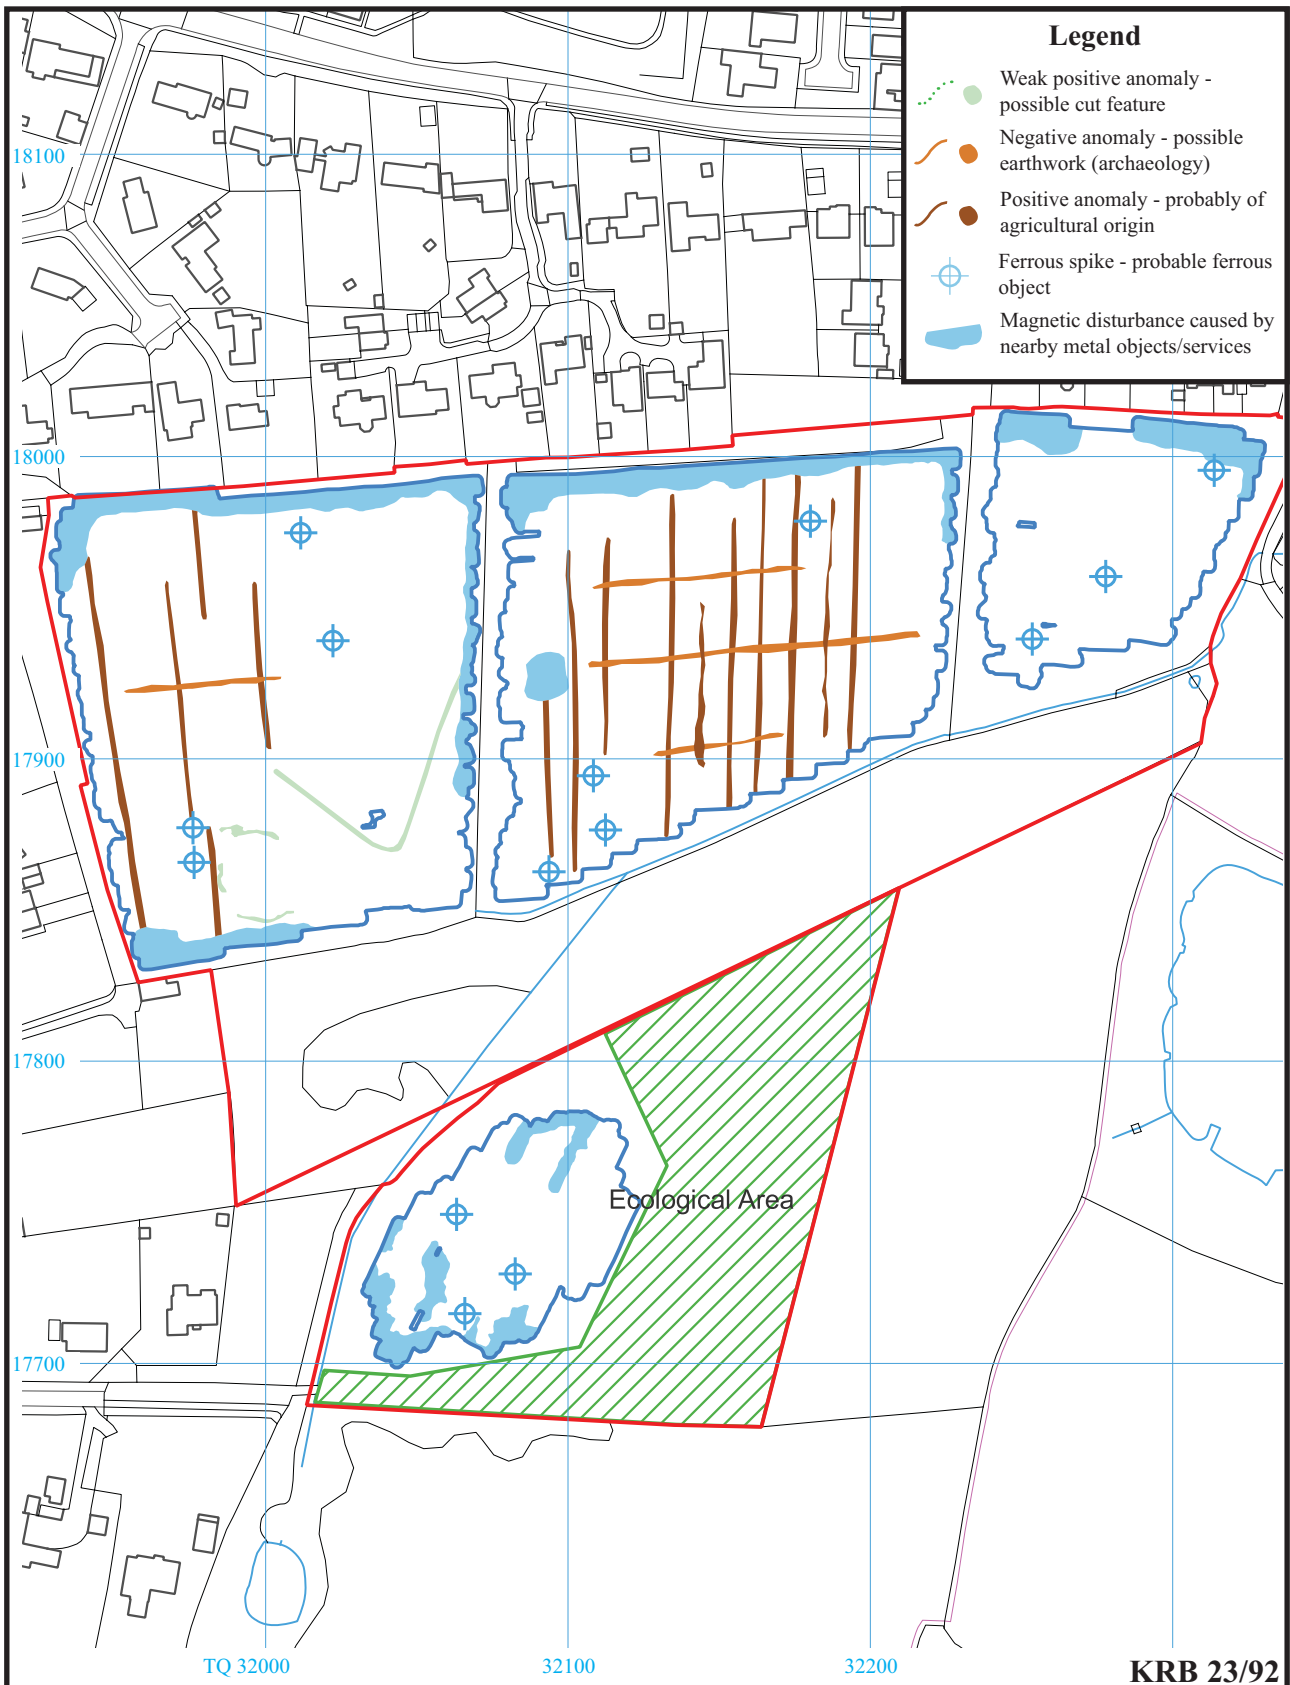 Legend
Weak positive anomaly -
possible cut feature
Negative anomaly - possible
earthwork (archaeology)
Positive anomaly - probably of
agricultural origin
Ferrous spike - probable ferrous
object
Magnetic disturbance caused by
nearby metal objects/services
18100
18000
17900
17800
Ecological Area
17700
TQ 32000
32100
32200
KRB 23/92